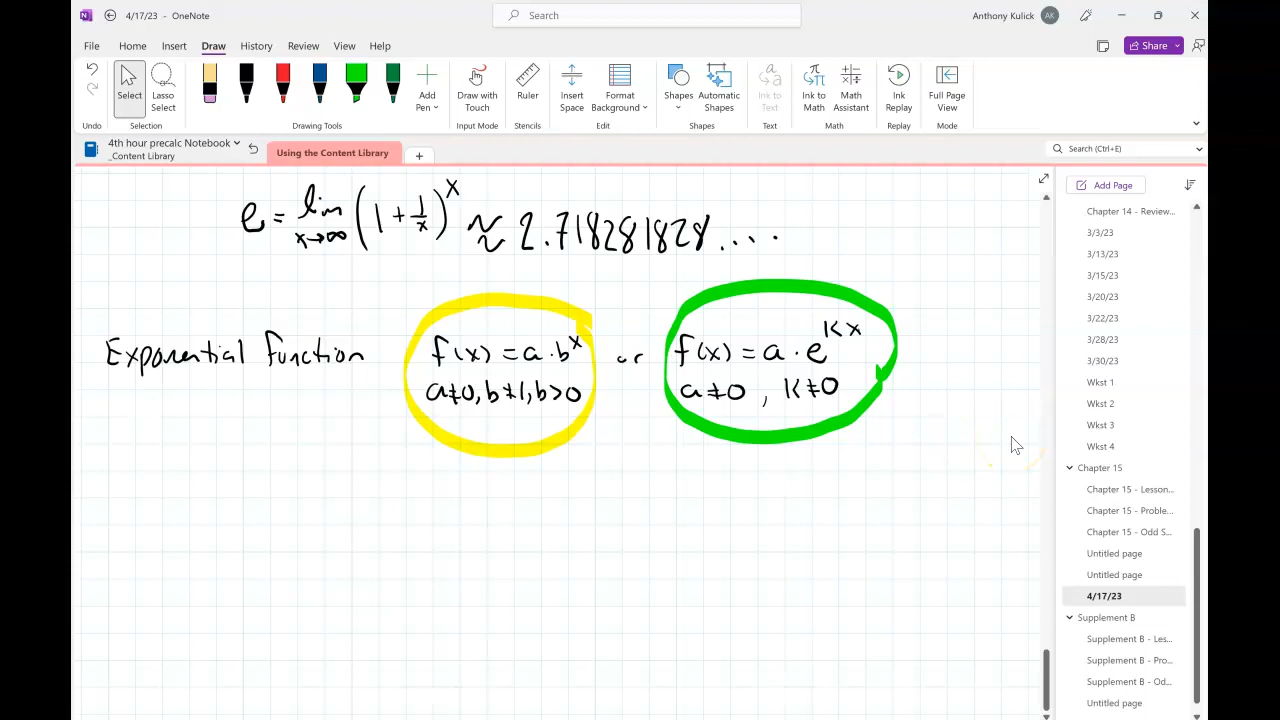 4/17/23 - OneNote
Search
Anthony Kulick
AK
File Home Insert Draw History Review View Help
Share
Undo
Select
Lasso Select
Add Pen
Draw with Touch
Ruler
Insert Space
Format Background
Shapes
Automatic Shapes
Ink to Text
Ink to Math
Math Assistant
Ink Replay
Full Page View
Undo Selection Drawing Tools Input Mode Stencils Edit Shapes Text Math Replay Mode
4th hour precalc Notebook
_Content Library
Using the Content Library
+
Search (Ctrl+E)
Add Page
e = lim x→∞ (1 + 1/x)^x ≈ 2.718281828....
Exponential function f(x) = a·b^x or f(x) = a·e^kx
a≠0, b≠1, b>0 a≠0, k≠0
Chapter 14 - Review...
3/3/23
3/13/23
3/15/23
3/20/23
3/22/23
3/28/23
3/30/23
Wkst 1
Wkst 2
Wkst 3
Wkst 4
Chapter 15
Chapter 15 - Lesson...
Chapter 15 - Proble...
Chapter 15 - Odd S...
Untitled page
Untitled page
4/17/23
Supplement B
Supplement B - Les...
Supplement B - Pro...
Supplement B - Od...
Untitled page